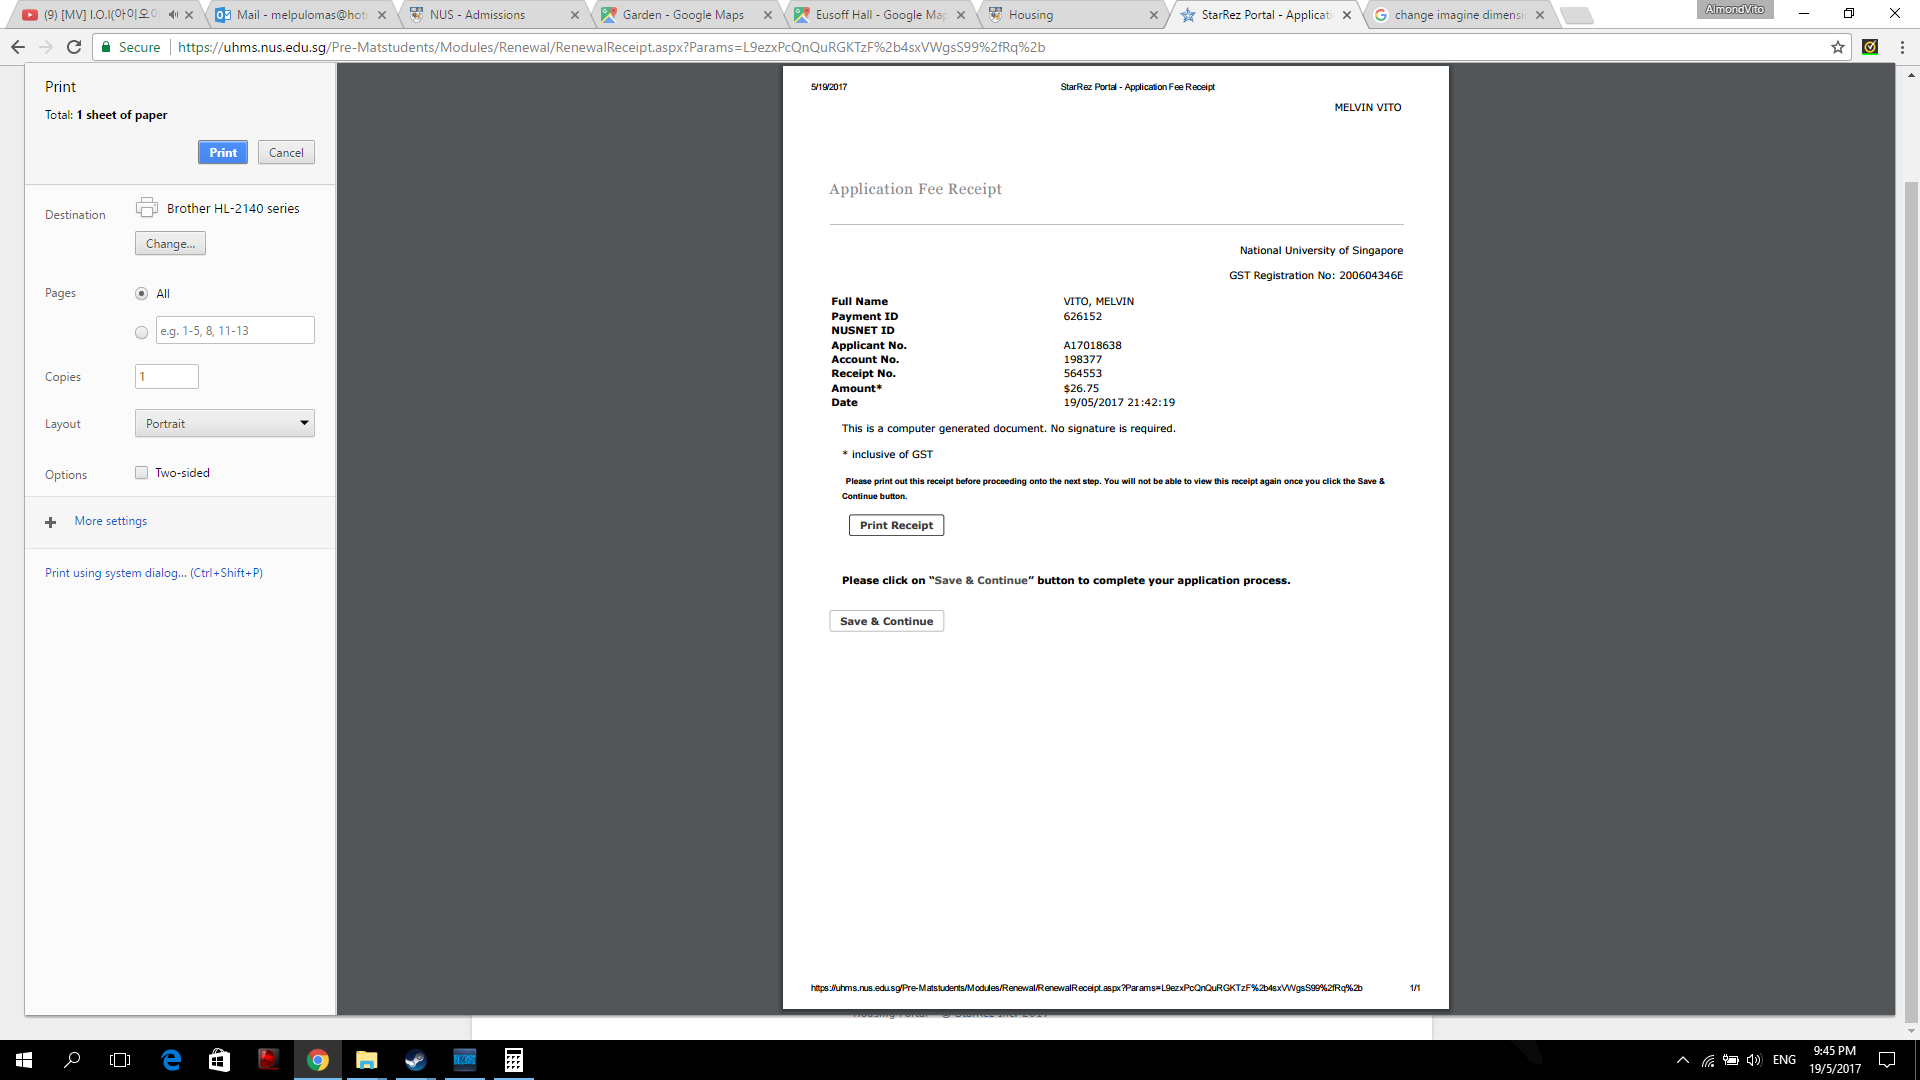 (9) [MV] I.O.I(아이오아
Mail - melpulomas@hot
NUS - Admissions
Garden - Google Maps
Eusoff Hall - Google Map
Housing
StarRez Portal - Applicati
change imagine dimensi
AlmondVito
Secure
https://uhms.nus.edu.sg/Pre-Matstudents/Modules/Renewal/RenewalReceipt.aspx?Params=L9ezxPcQnQuRGKTzF%2b4sxVWgsS99%2fRq%2b
Print
Total: 1 sheet of paper
Print
Cancel
Destination
Brother HL-2140 series
Change...
Pages
All
e.g. 1-5, 8, 11-13
Copies
1
Layout
Portrait
Options
Two-sided
More settings
Print using system dialog... (Ctrl+Shift+P)
5/19/2017
StarRez Portal - Application Fee Receipt
MELVIN VITO
Application Fee Receipt
National University of Singapore
GST Registration No: 200604346E
Full Name VITO, MELVIN
Payment ID 626152
NUSNET ID
Applicant No. A17018638
Account No. 198377
Receipt No. 564553
Amount* $26.75
Date 19/05/2017 21:42:19
This is a computer generated document. No signature is required.
* inclusive of GST
Please print out this receipt before proceeding onto the next step. You will not be able to view this receipt again once you click the Save &
Continue button.
Print Receipt
Please click on “Save & Continue” button to complete your application process.
Save & Continue
https://uhms.nus.edu.sg/Pre-Matstudents/Modules/Renewal/RenewalReceipt.aspx?Params=L9ezxPcQnQuRGKTzF%2b4sxVWgsS99%2fRq%2b
1/1
Housing Portal - © StarRez Inc. 2017
ENG
9:45 PM
19/5/2017